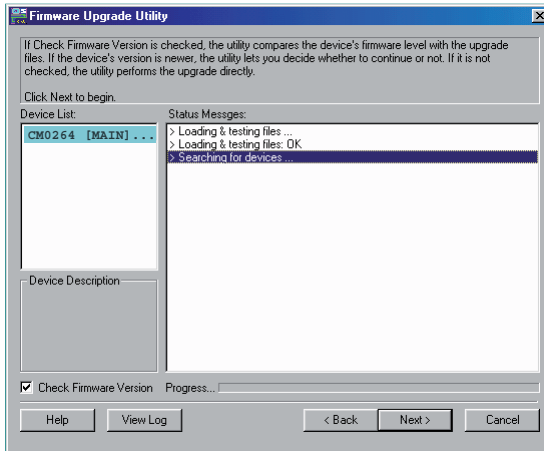 Firmware Upgrade Utility
If Check Firmware Version is checked, the utility compares the device's firmware level with the upgrade
files. If the device's version is newer, the utility lets you decide whether to continue or not. If it is not
checked, the utility performs the upgrade directly.
Click Next to begin.
Device List:
Status Messges:
CM0264 [MAIN]...
> Loading & testing files ...
> Loading & testing files: OK
> Searching for devices ...
Device Description
Check Firmware Version
Progress...
Help
View Log
< Back
Next >
Cancel